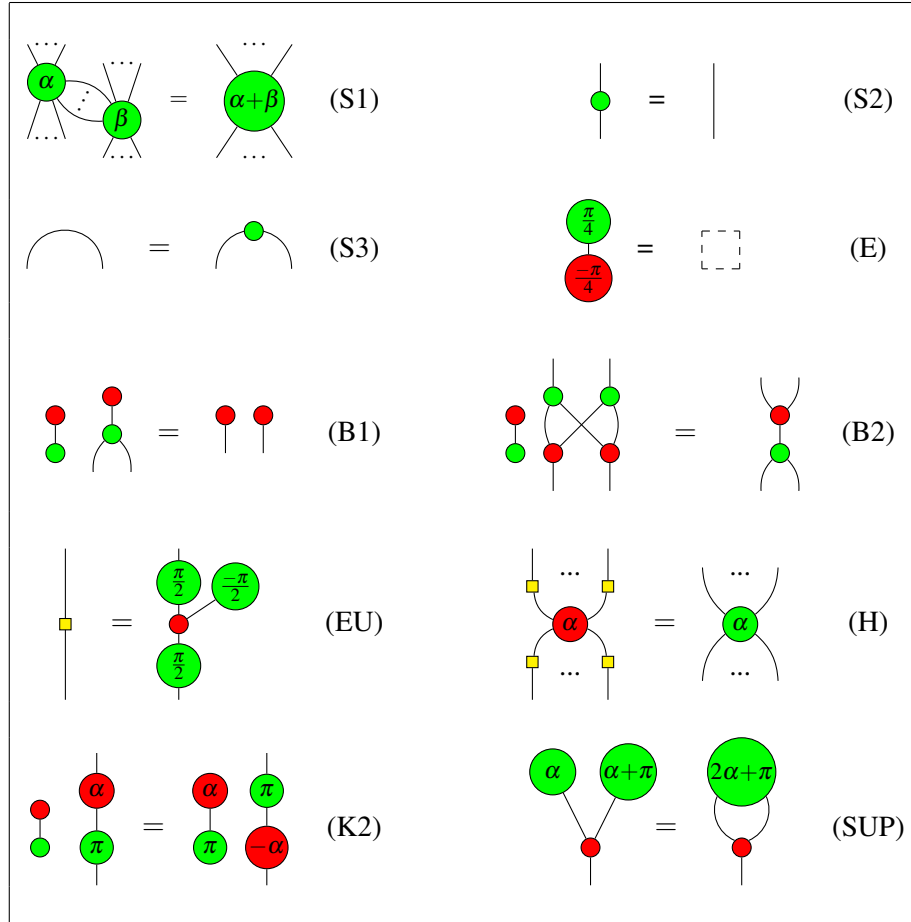 ... ...
α ⋮ β = α+β (S1) = (S2)
... ... ... ...
= (S3) π/4 −π/4 = (E)
= (B1) = (B2)
= π/2 −π/2 π/2 (EU) ... α ... = ... α ... (H)
α π = α π π −α (K2) α α+π = 2α+π (SUP)